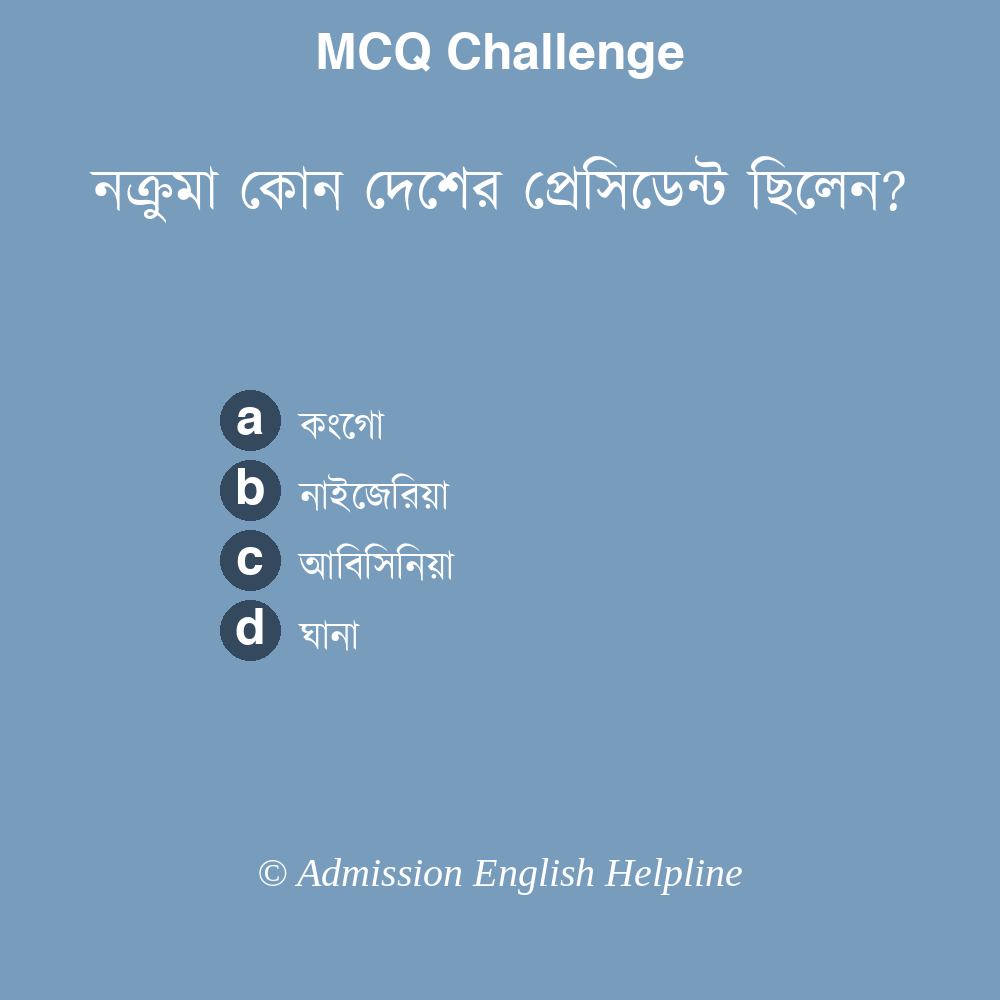 MCQ Challenge
নক্রুমা কোন দেশের প্রেসিডেন্ট ছিলেন?
a কংগো
b নাইজেরিয়া
c আবিসিনিয়া
d ঘানা
© Admission English Helpline